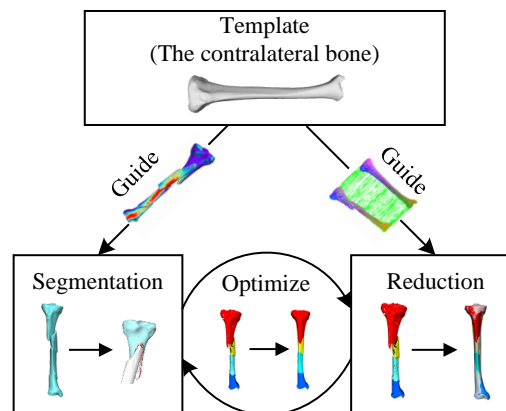 Template
(The contralateral bone)
Guide
Guide
Segmentation
Optimize
Reduction